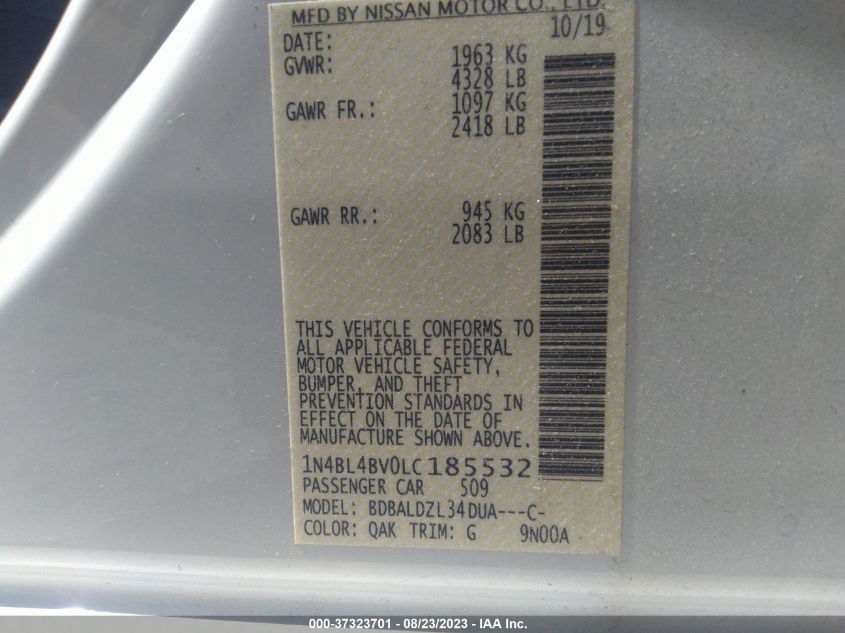 MFD BY NISSAN MOTOR CO., LTD.
DATE: 10/19
GVWR: 1963 KG
4328 LB
GAWR FR.: 1097 KG
2418 LB
GAWR RR.: 945 KG
2083 LB
THIS VEHICLE CONFORMS TO
ALL APPLICABLE FEDERAL
MOTOR VEHICLE SAFETY,
BUMPER, AND THEFT
PREVENTION STANDARDS IN
EFFECT ON THE DATE OF
MANUFACTURE SHOWN ABOVE.
1N4BL4BV0LC185532
PASSENGER CAR 509
MODEL: BDBALDZL34DUA---C-
COLOR: QAK TRIM: G 9N00A
000-37323701 - 08/23/2023 - IAA Inc.